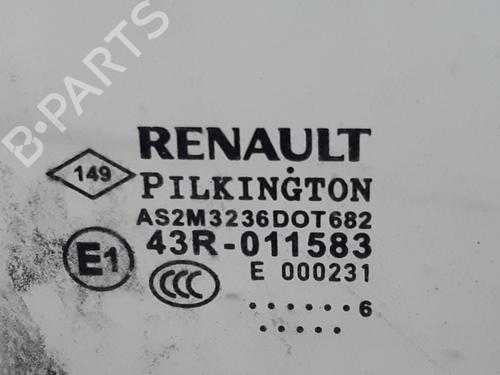 B-PARTS
RENAULT
149
PILKINGTON
AS2M3236DOT682
E1
43R-011583
CCC
E 000231
......6
.....